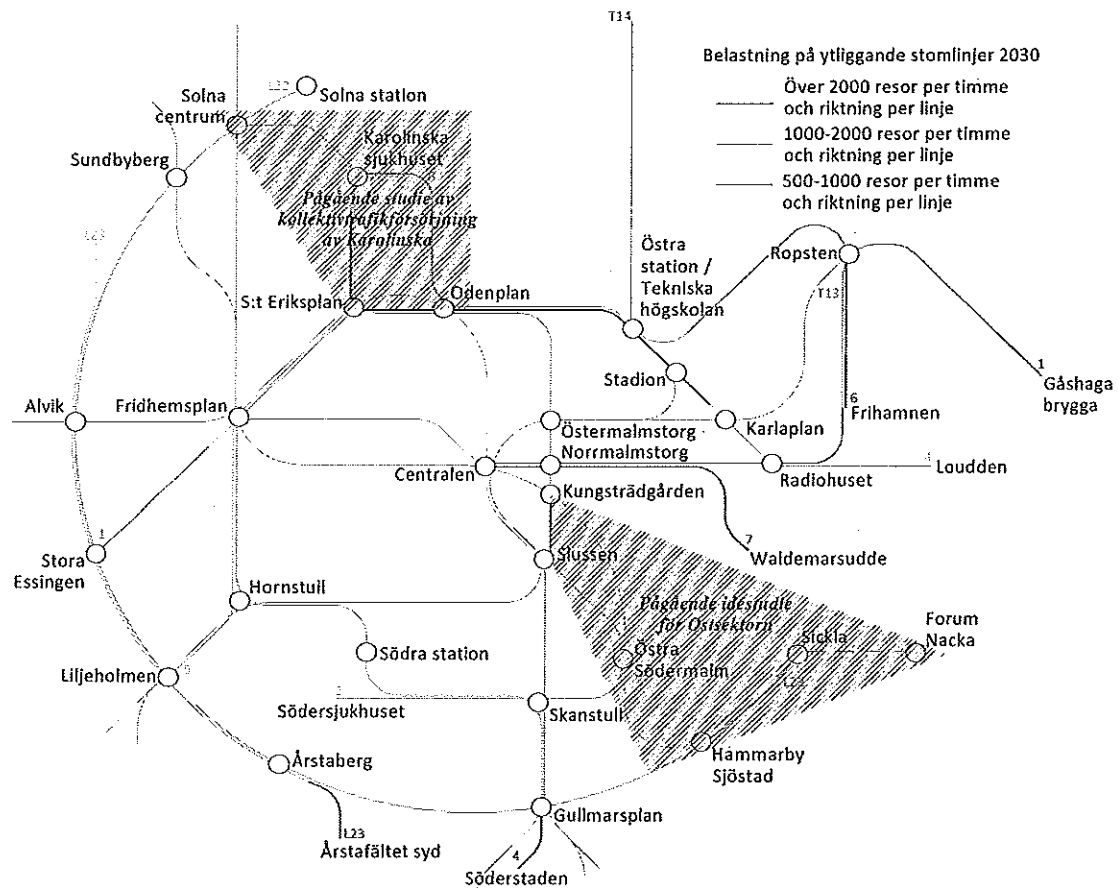 T14
Belastning på ytliggande stomlinjer 2030
Över 2000 resor per timme
och riktning per linje
1000-2000 resor per timme
och riktning per linje
500-1000 resor per timme
och riktning per linje
L22
Solna station
Solna
centrum
Karolinska
sjukhuset
Sundbyberg
Pågående studie av
Kollektivtrafikförsörjning
av Karolinska
L23
Östra
station /
Tekniska
högskolan
Ropsten
T13
S:t Eriksplan
Odenplan
Stadion
1
Gåshaga
brygga
6
Frihamnen
Alvik
Fridhemsplan
Östermalmstorg
Karlaplan
Norrmalmstorg
Centralen
Radiohuset
Loudden
Kungsträdgården
1
Stora
Essingen
7
Waldemarsudde
Slussen
Hornstull
Pågående idéstudie
för Ostsektorn
Forum
Nacka
Sickla
Södra station
Östra
Södermalm
L23
Liljeholmen
Södersjukhuset
Skanstull
Hammarby
Sjöstad
Årstaberg
Gullmarsplan
L23
Årstafältet syd
4
Söderstaden